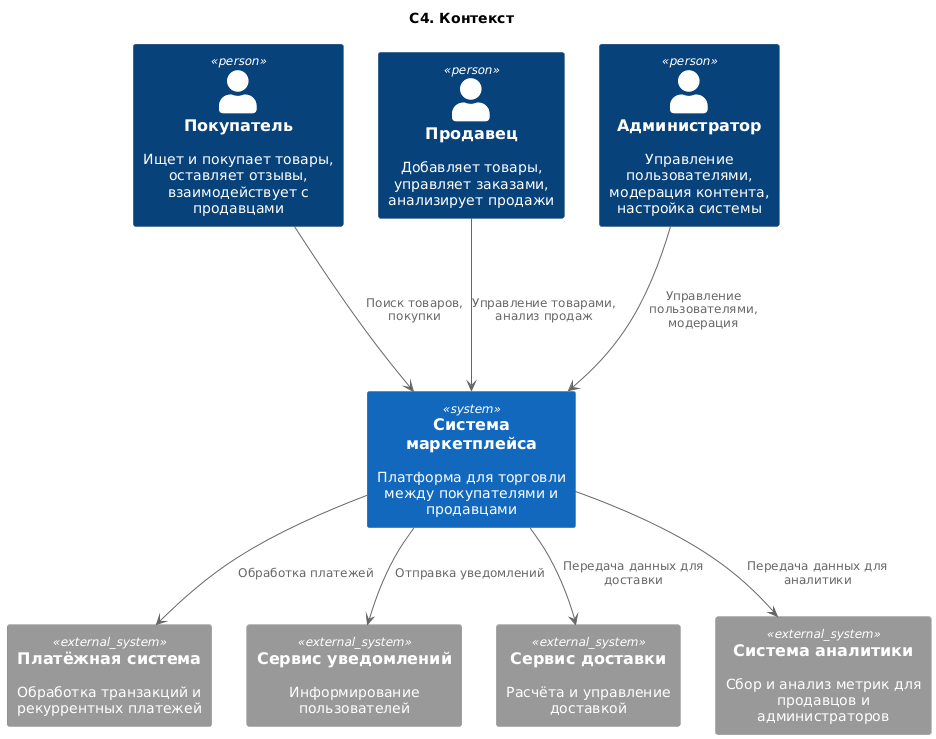 C4. Контекст
«person»
Покупатель
Ищет и покупает товары,
оставляет отзывы,
взаимодействует с
продавцами
«person»
Продавец
Добавляет товары,
управляет заказами,
анализирует продажи
«person»
Администратор
Управление
пользователями,
модерация контента,
настройка системы
Поиск товаров,
покупки
Управление товарами,
анализ продаж
Управление
пользователями,
модерация
«system»
Система
маркетплейса
Платформа для торговли
между покупателями и
продавцами
Обработка платежей
Отправка уведомлений
Передача данных для
доставки
Передача данных для
аналитики
«external_system»
Платёжная система
Обработка транзакций и
рекуррентных платежей
«external_system»
Сервис уведомлений
Информирование
пользователей
«external_system»
Сервис доставки
Расчёта и управление
доставкой
«external_system»
Система аналитики
Сбор и анализ метрик для
продавцов и
администраторов